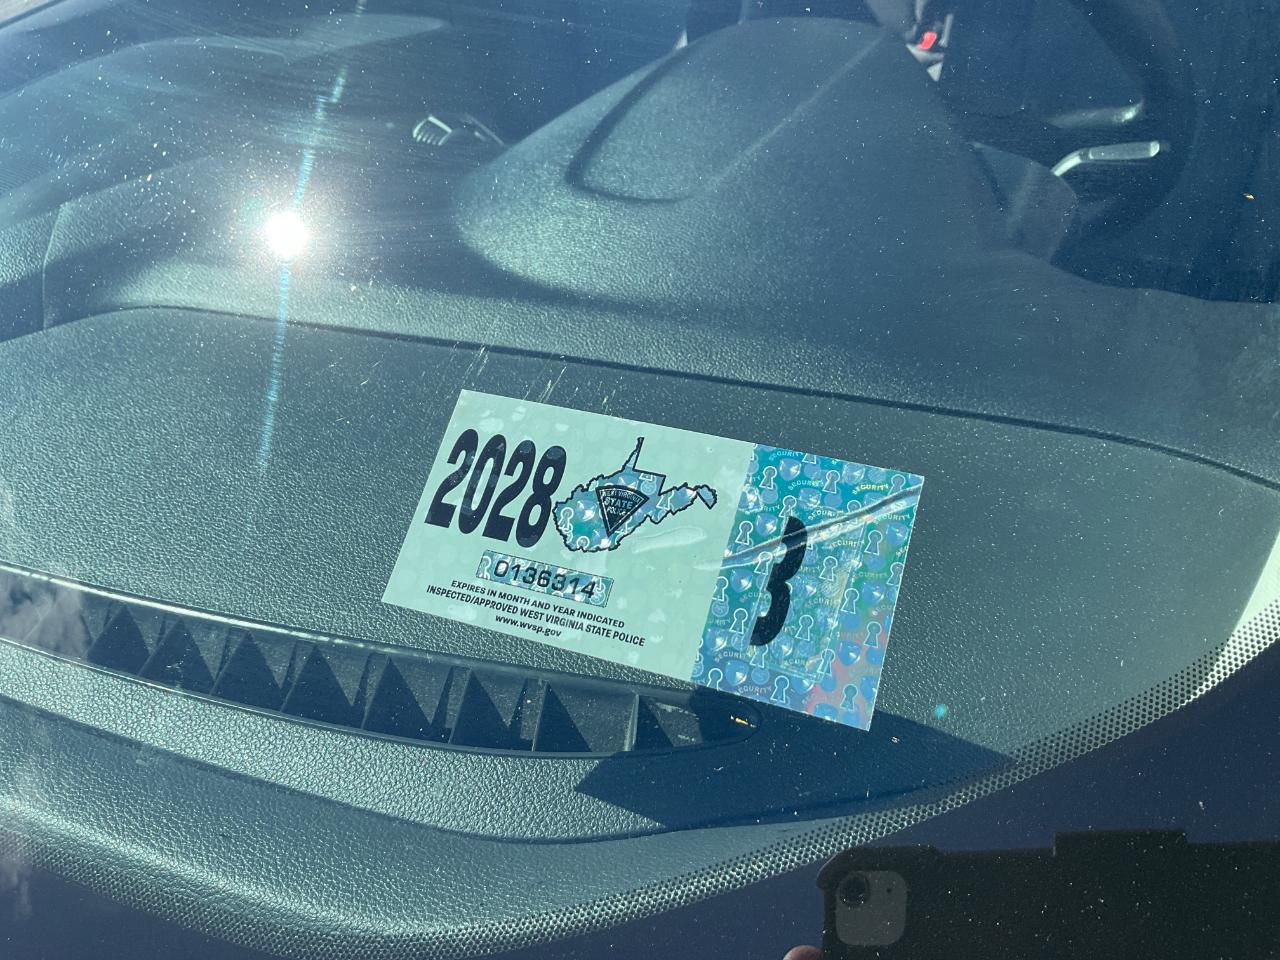 2028
WEST VIRGINIA
STATE
POLICE
3
0136314
EXPIRES IN MONTH AND YEAR INDICATED
INSPECTED/APPROVED WEST VIRGINIA STATE POLICE
www.wvsp.gov
SECURITY